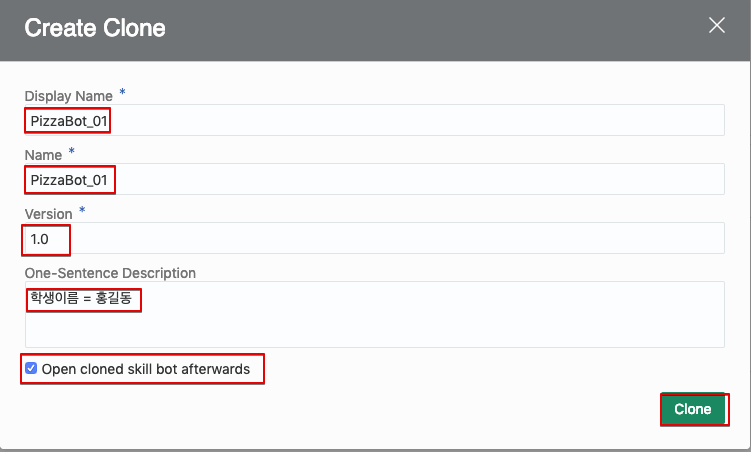 Create Clone
Display Name *
PizzaBot_01
Name *
PizzaBot_01
Version *
1.0
One-Sentence Description
학생이름 = 홍길동
Open cloned skill bot afterwards
Clone